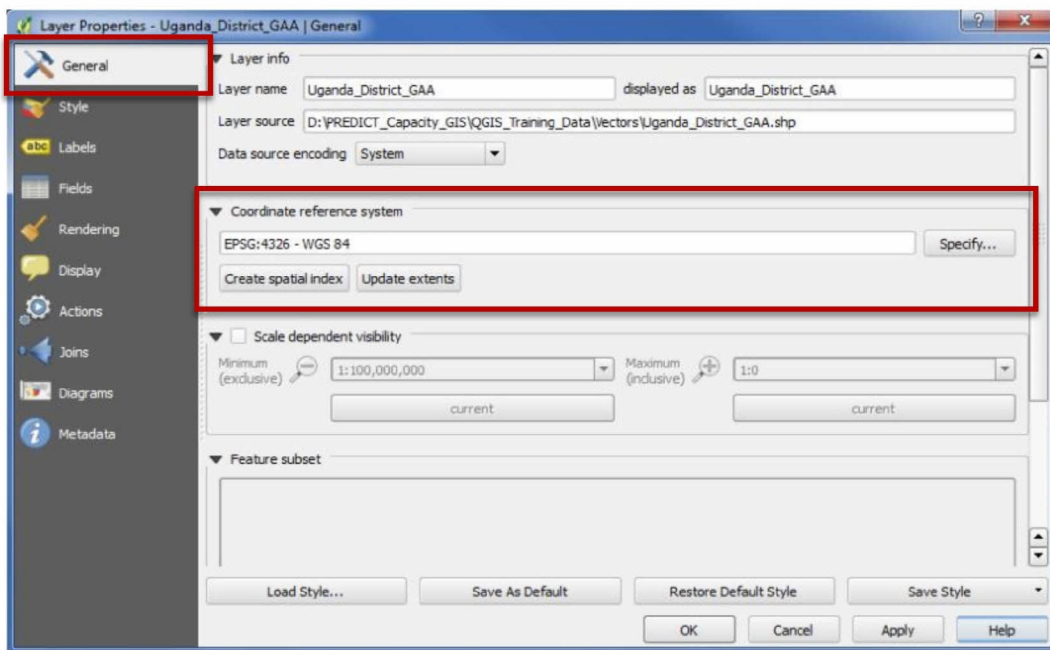 Layer Properties - Uganda_District_GAA | General
?
X
General
Style
abc Labels
Fields
Rendering
Display
Actions
Joins
Diagrams
Metadata
Layer info
Layer name Uganda_District_GAA displayed as Uganda_District_GAA
Layer source D:\PREDICT_Capacity_GIS\QGIS_Training_Data\Vectors\Uganda_District_GAA.shp
Data source encoding System
Coordinate reference system
EPSG:4326 - WGS 84 Specify...
Create spatial index Update extents
Scale dependent visibility
Minimum (exclusive) 1:100,000,000 Maximum (inclusive) 1:0
current current
Feature subset
Load Style... Save As Default Restore Default Style Save Style
OK Cancel Apply Help